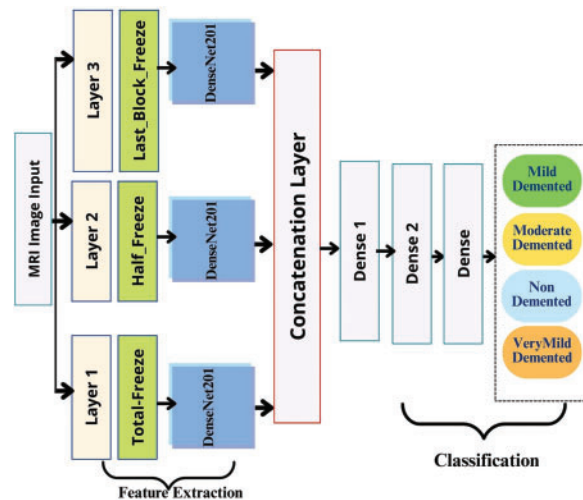 MRI Image Input
Layer 3
Last_Block_Freeze
DenseNet201
Layer 2
Half_Freeze
DenseNet201
Layer 1
Total-Freeze
DenseNet201
Feature Extraction
Concatenation Layer
Dense 1
Dense 2
Dense
Mild
Demented
Moderate
Demented
Non
Demented
VeryMild
Demented
Classification